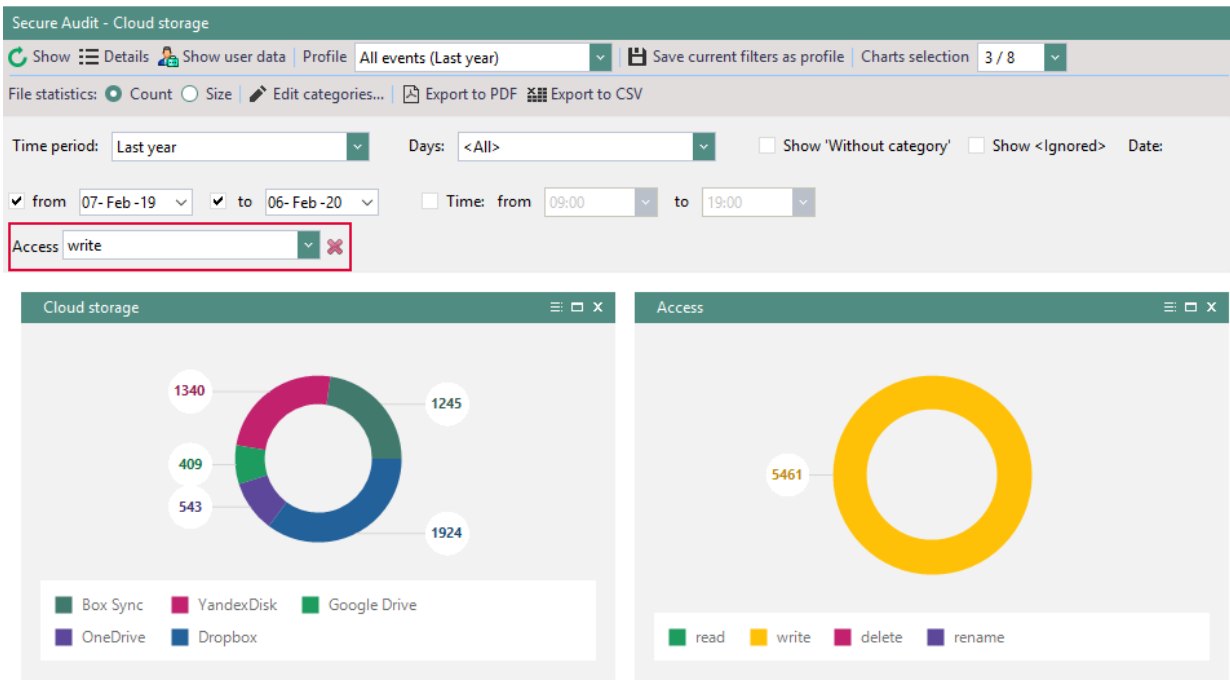 Secure Audit - Cloud storage
Show Details Show user data Profile All events (Last year) Save current filters as profile Charts selection 3 / 8
File statistics: Count Size Edit categories... Export to PDF Export to CSV
Time period: Last year Days: <All> Show 'Without category' Show <Ignored> Date:
from 07- Feb -19 to 06- Feb -20 Time: from 09:00 to 19:00
Access write
Cloud storage
1340
1245
409
543
1924
Box Sync YandexDisk Google Drive
OneDrive Dropbox
Access
5461
read write delete rename